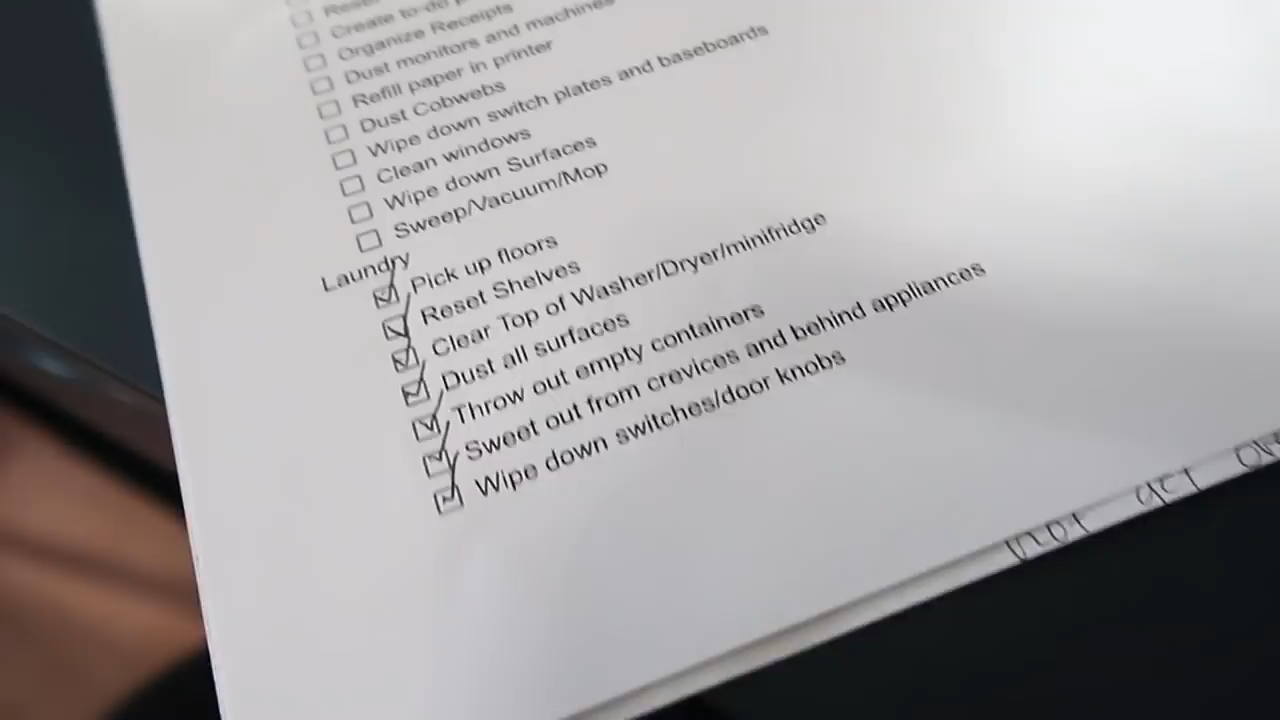 Create to-do
Organize Receipts
Dust monitors and machines
Refill paper in printer
Dust Cobwebs
Wipe down switch plates and baseboards
Clean windows
Wipe down Surfaces
Sweep/Vacuum/Mop
Laundry
Pick up floors
Reset Shelves
Clear Top of Washer/Dryer/minifridge
Dust all surfaces
Throw out empty containers
Sweet out from crevices and behind appliances
Wipe down switches/door knobs
not get